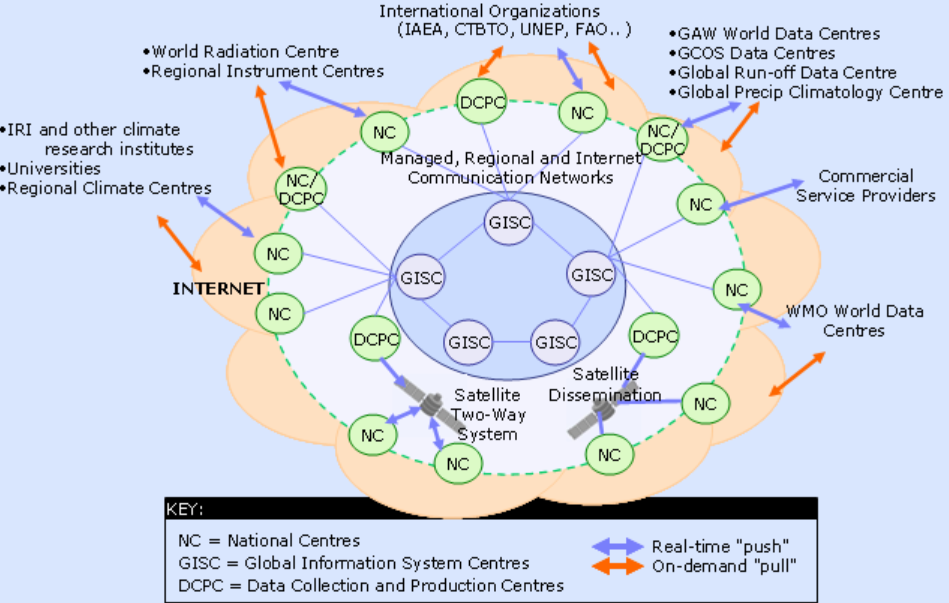 International Organizations
(IAEA, CTBTO, UNEP, FAO.. )
•World Radiation Centre
•Regional Instrument Centres
•GAW World Data Centres
•GCOS Data Centres
•Global Run-off Data Centre
•Global Precip Climatology Centre
•IRI and other climate
research institutes
•Universities
•Regional Climate Centres
DCPC
NC
NC
NC/
DCPC
Managed, Regional and Internet
Communication Networks
NC/
DCPC
Commercial
Service Providers
NC
GISC
NC
GISC
GISC
INTERNET
NC
NC
WMO World Data
Centres
DCPC
GISC
GISC
DCPC
Satellite
Two-Way
System
Satellite
Dissemination
NC
NC
NC
NC
KEY:
NC = National Centres
GISC = Global Information System Centres
DCPC = Data Collection and Production Centres
Real-time "push"
On-demand "pull"